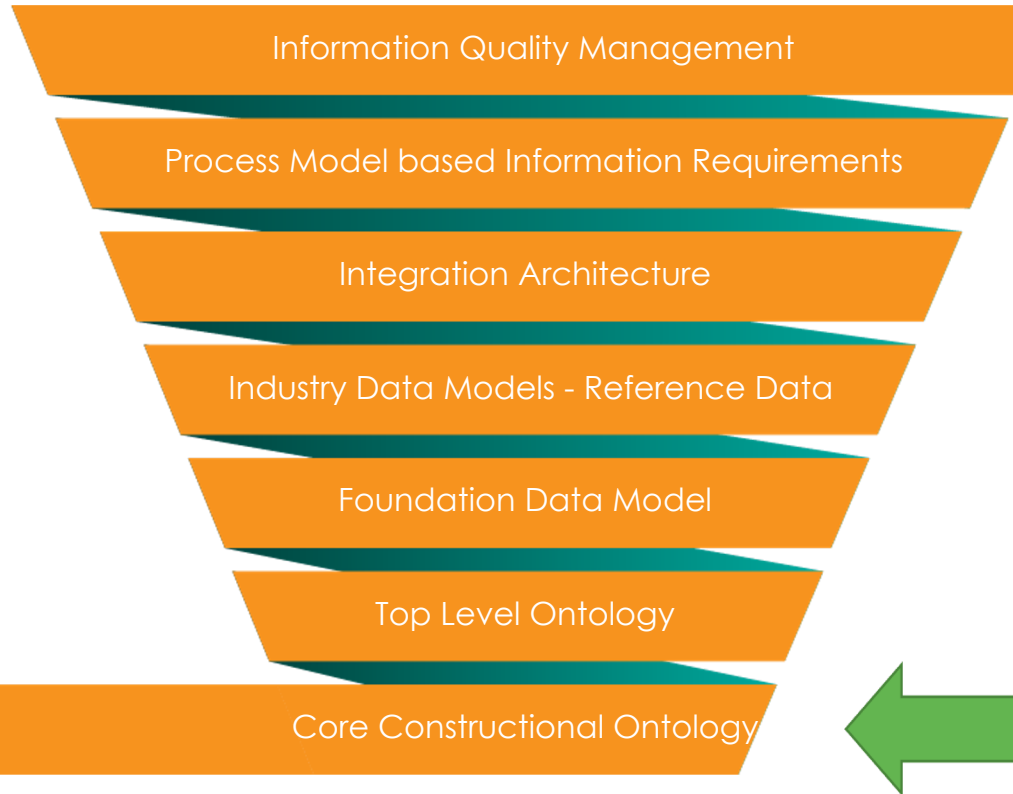 Information Quality Management
Process Model based Information Requirements
Integration Architecture
Industry Data Models - Reference Data
Foundation Data Model
Top Level Ontology
Core Constructional Ontology